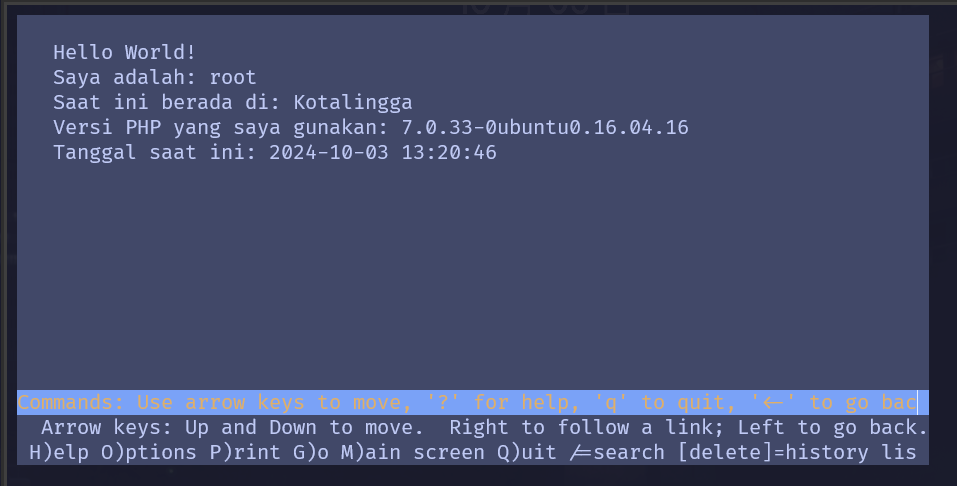 Hello World!
Saya adalah: root
Saat ini berada di: Kotalingga
Versi PHP yang saya gunakan: 7.0.33-0ubuntu0.16.04.16
Tanggal saat ini: 2024-10-03 13:20:46
Commands: Use arrow keys to move, '?' for help, 'q' to quit, '<-' to go bac
Arrow keys: Up and Down to move.  Right to follow a link; Left to go back.
H)elp O)ptions P)rint G)o M)ain screen Q)uit /=search [delete]=history lis